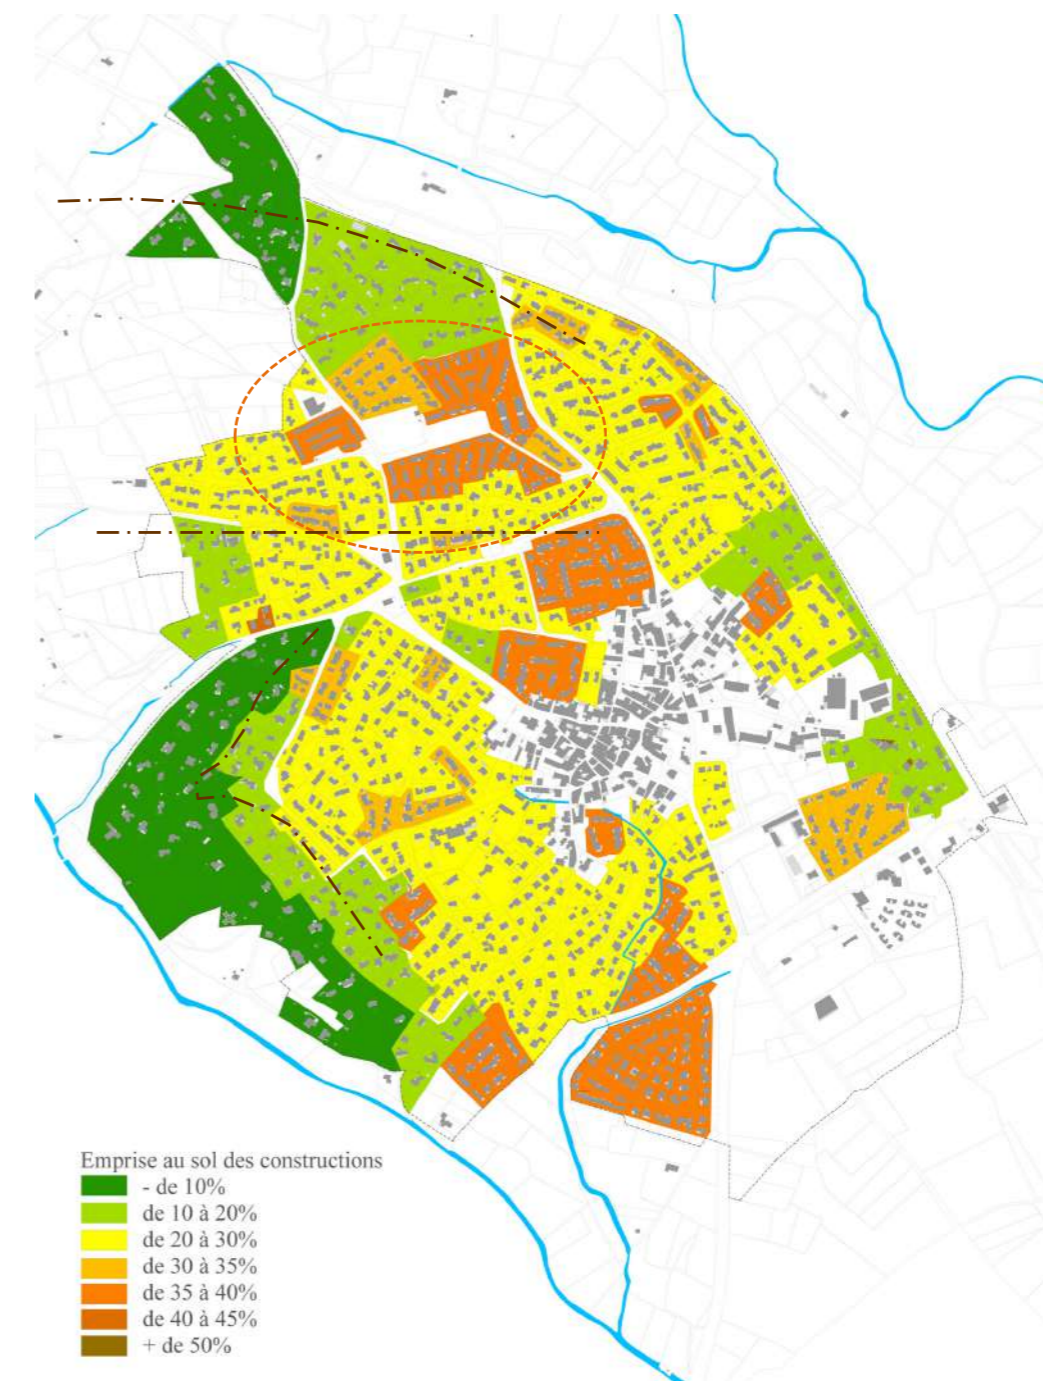 Emprise au sol des constructions
- de 10%
de 10 à 20%
de 20 à 30%
de 30 à 35%
de 35 à 40%
de 40 à 45%
+ de 50%